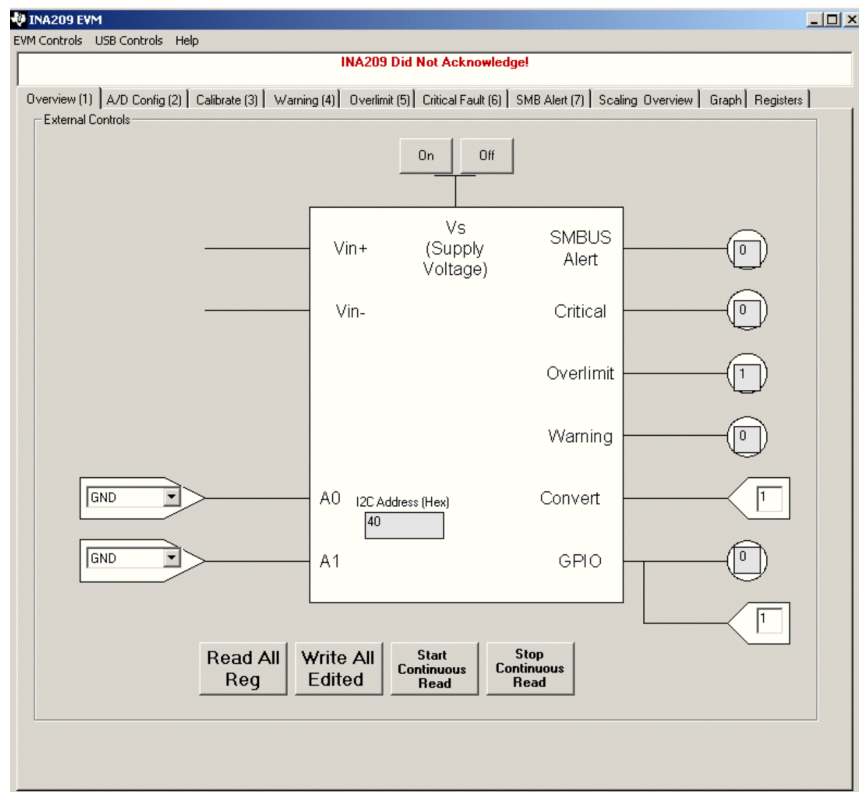 INA209 EVM
EVM Controls USB Controls Help
INA209 Did Not Acknowledge!
Overview (1) A/D Config (2) Calibrate (3) Warning (4) Overlimit (5) Critical Fault (6) SMB Alert (7) Scaling Overview Graph Registers
External Controls
On Off
Vin+
Vs
(Supply
Voltage)
SMBUS
Alert
0
Vin-
Critical
0
Overlimit
1
Warning
0
GND
A0
I2C Address (Hex)
40
Convert
1
GND
A1
GPIO
0
1
Read All
Reg
Write All
Edited
Start
Continuous
Read
Stop
Continuous
Read